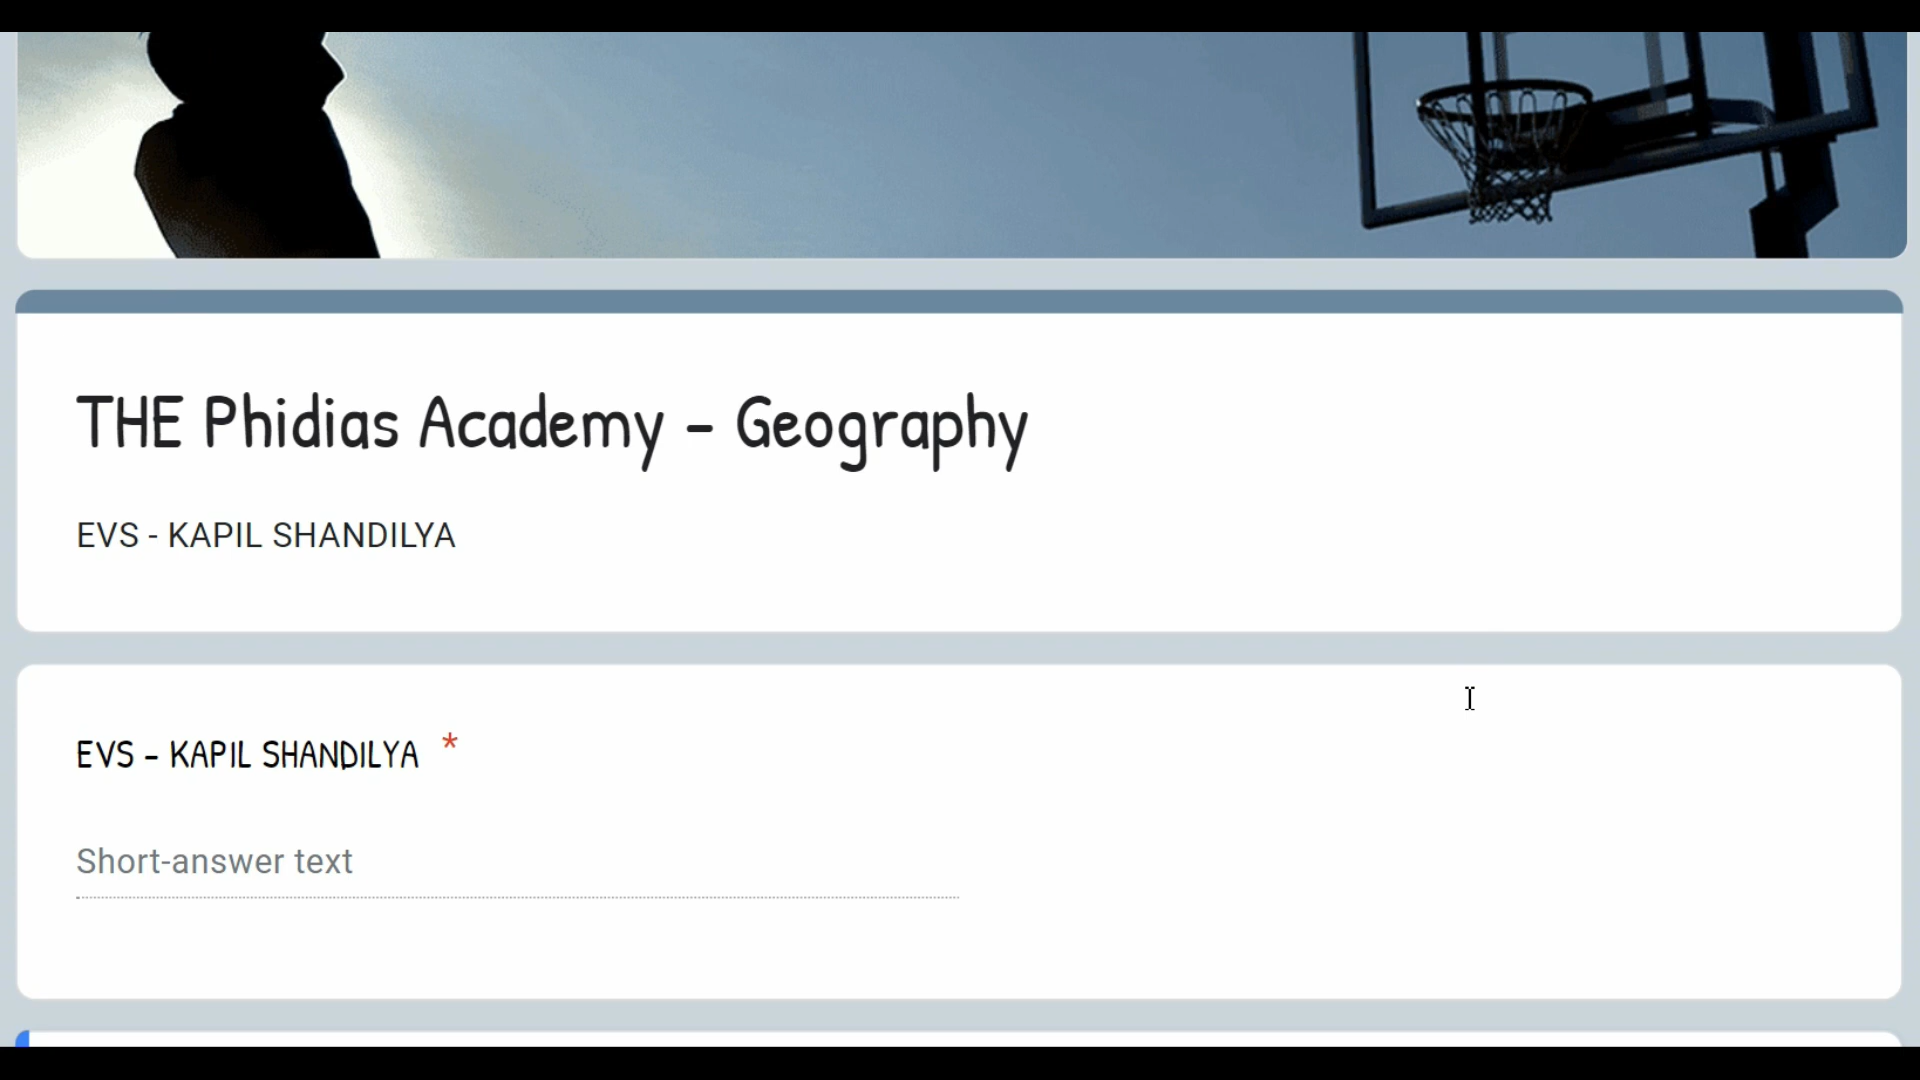 THE Phidias Academy - Geography
EVS - KAPIL SHANDILYA
EVS - KAPIL SHANDILYA *
Short-answer text